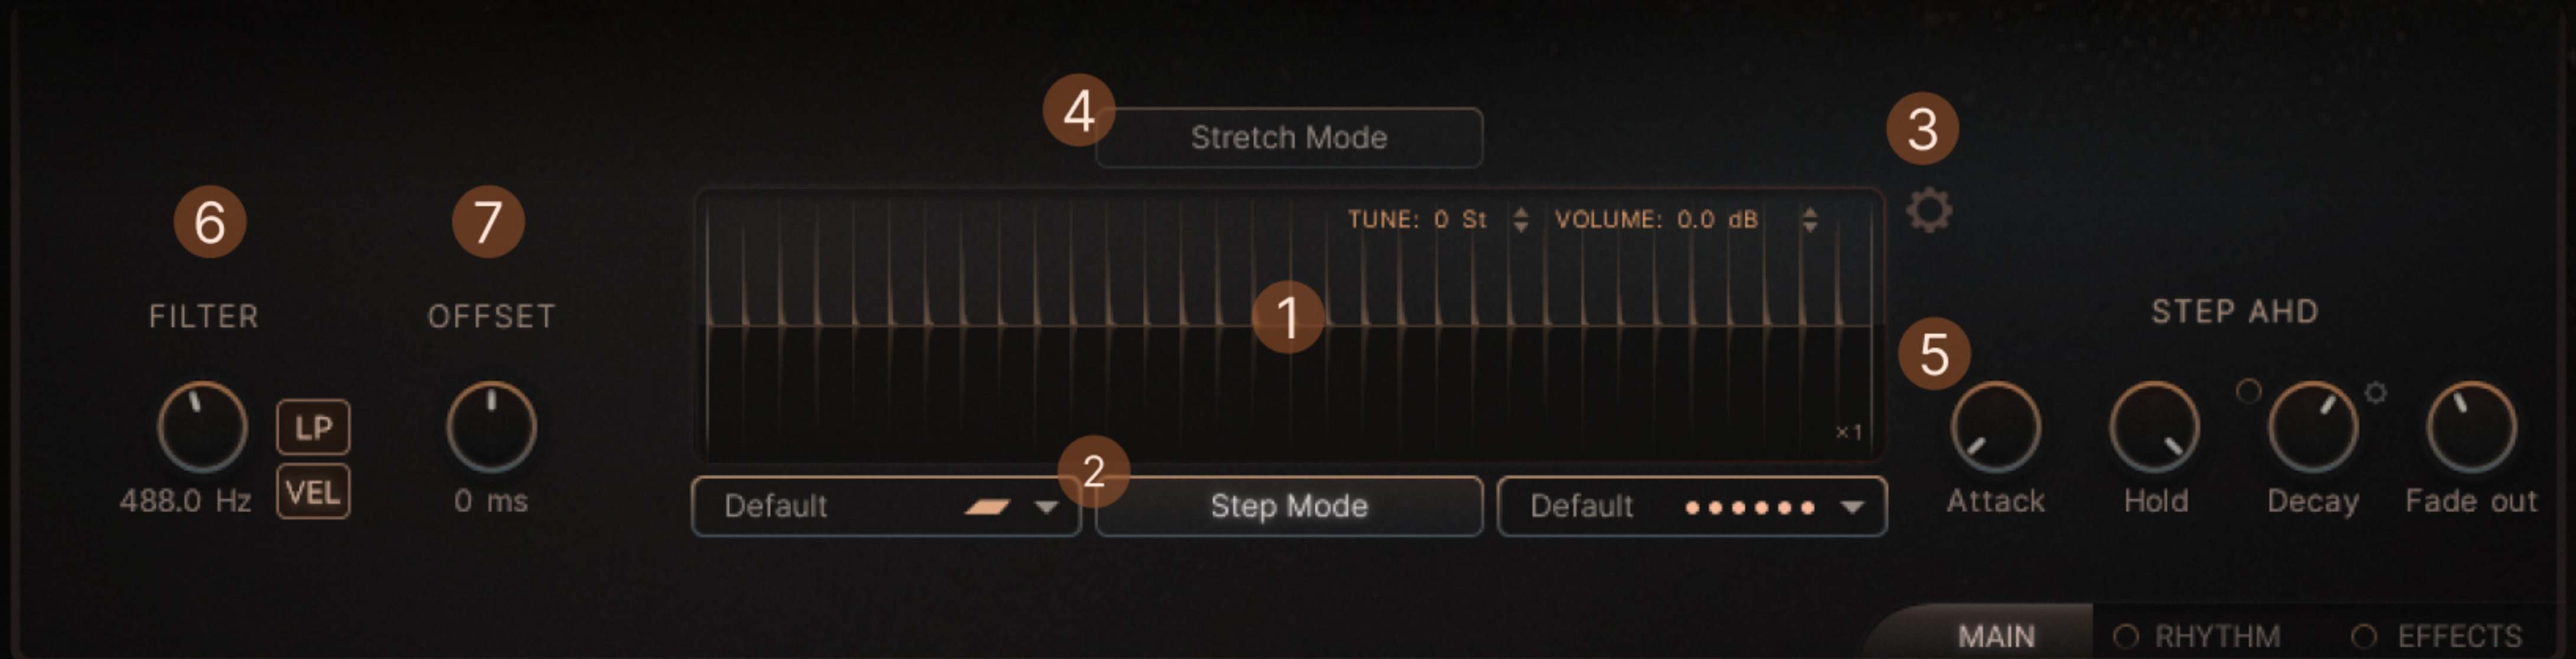 4
Stretch Mode
3
6
7
TUNE: 0 St
VOLUME: 0.0 dB
FILTER
OFFSET
1
STEP AHD
5
LP
×1
2
488.0 Hz
VEL
0 ms
Default
Step Mode
Default
Attack
Hold
Decay
Fade out
MAIN
RHYTHM
EFFECTS